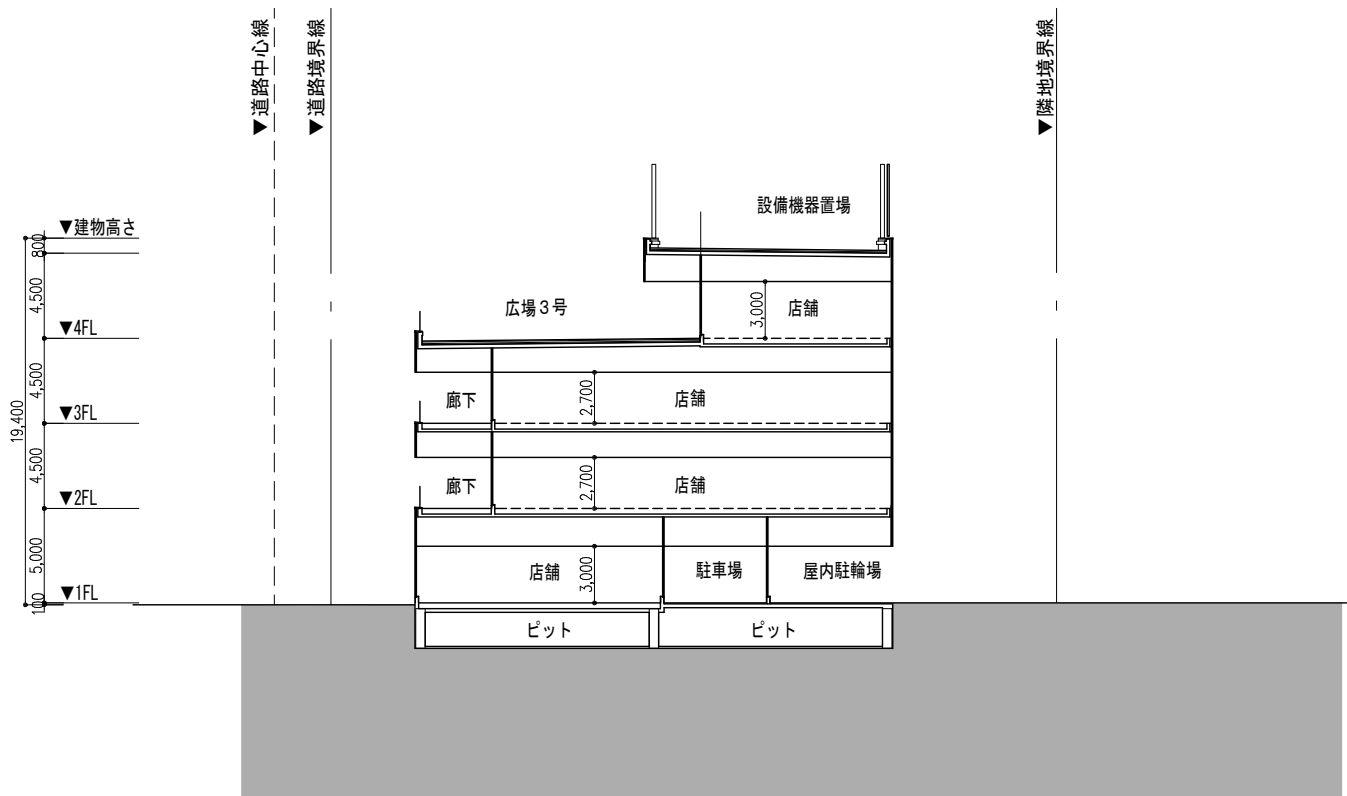 ▼道路中心線
▼道路境界線
▼隣地境界線
設備機器置場
▼建物高さ
800
4,500
広場3号
3,000
店舗
▼4FL
4,500
廊下
2,700
店舗
▼3FL
19,400
4,500
廊下
2,700
店舗
▼2FL
5,000
店舗
3,000
駐車場
屋内駐輪場
▼1FL
100
ピット
ピット